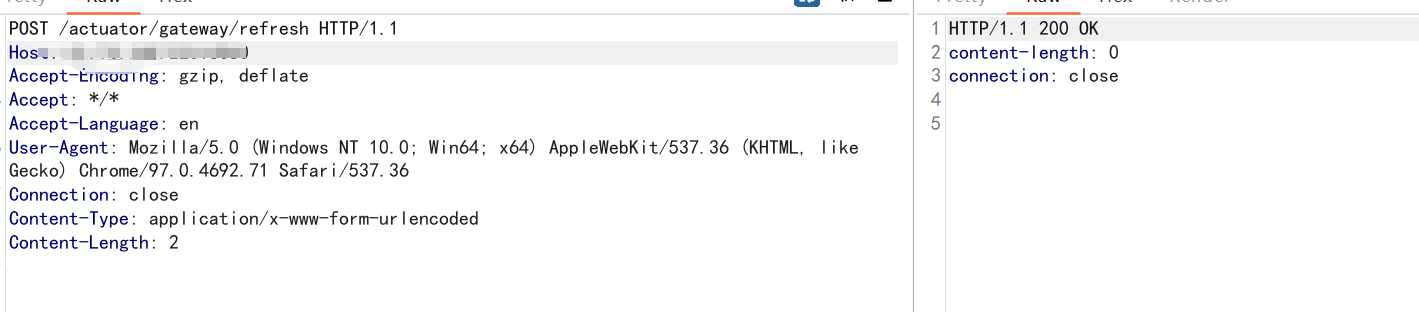 POST /actuator/gateway/refresh HTTP/1.1
Accept-Encoding: gzip, deflate
Accept: */*
Accept-Language: en
User-Agent: Mozilla/5.0 (Windows NT 10.0; Win64; x64) AppleWebKit/537.36 (KHTML, like
Gecko) Chrome/97.0.4692.71 Safari/537.36
Connection: close
Content-Type: application/x-www-form-urlencoded
Content-Length: 2
1 HTTP/1.1 200 OK
2 content-length: 0
3 connection: close
4
5